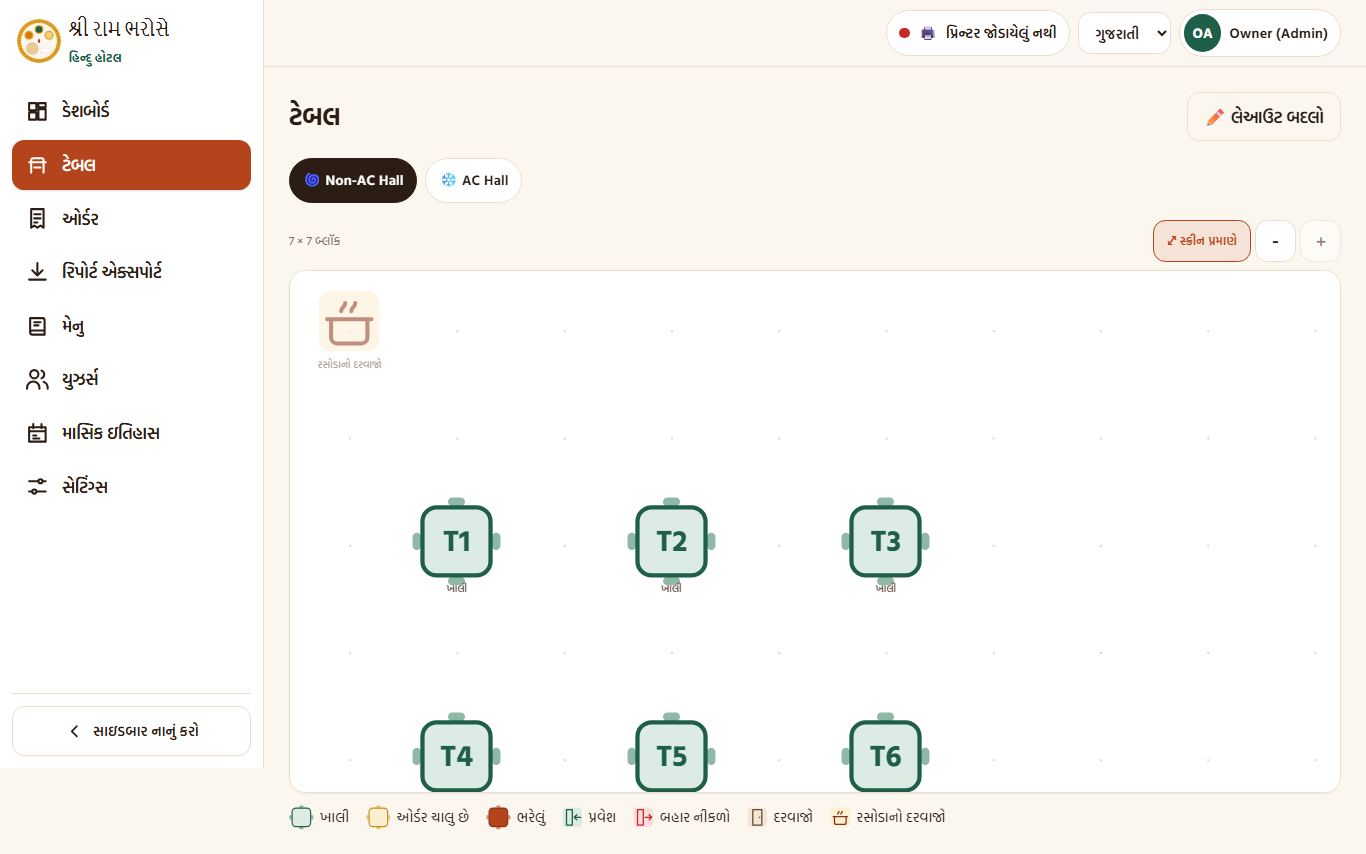 શ્રી રામ ભરોસે
હિન્દુ હોટલ
પ્રિન્ટર જોડાયેલું નથી
ગુજરાતી
OA
Owner (Admin)
ડેશબોર્ડ
ટેબલ
ઓર્ડર
રિપોર્ટ એક્સપોર્ટ
મેનુ
યુઝર્સ
માસિક ઇતિહાસ
સેટિંગ્સ
સાઇડબાર નાનું કરો
ટેબલ
લેઆઉટ બદલો
Non-AC Hall
AC Hall
7 × 7 બ્લૉક
⤢ સ્ક્રીન પ્રમાણે
-
+
રસોડાનો દરવાજો
T1
T2
T3
ખાલી
ખાલી
ખાલી
T4
T5
T6
ખાલી
ઓર્ડર ચાલુ છે
ભરેલું
પ્રવેશ
બહાર નીકળો
દરવાજો
રસોડાનો દરવાજો